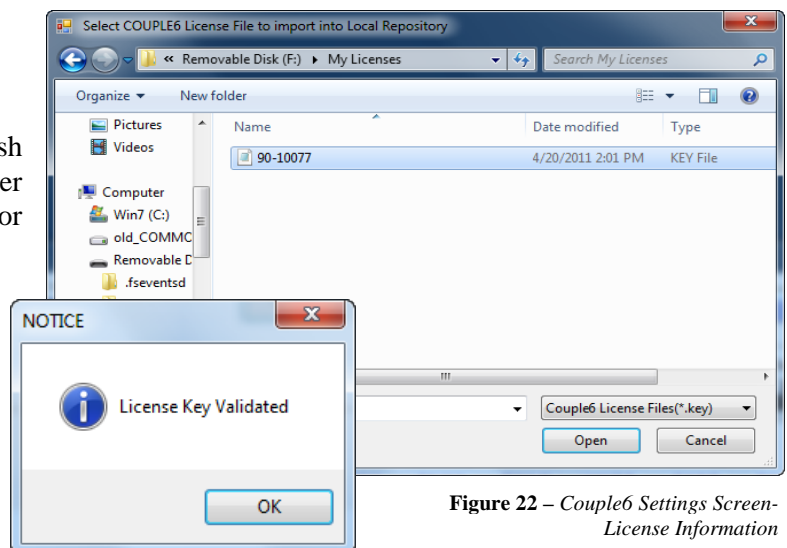 Select COUPLE6 License File to import into Local Repository
« Removable Disk (F:) ▸ My Licenses
Search My Licenses
Organize
New folder
Name
Date modified
Type
Pictures
Videos
90-10077
4/20/2011 2:01 PM
KEY File
sh
er
or
Computer
Win7 (C:)
old_COMMC
Removable D
.fseventsd
NOTICE
License Key Validated
OK
Couple6 License Files(*.key)
Open
Cancel
Figure 22 – Couple6 Settings Screen-
License Information